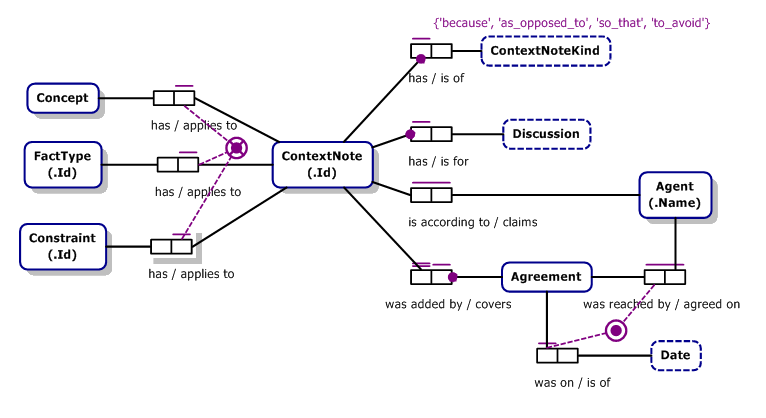 {'because', 'as_opposed_to', 'so_that', 'to_avoid'}
ContextNoteKind
has / is of
Concept
has / applies to
Discussion
has / is for
FactType
(.Id)
has / applies to
ContextNote
(.Id)
Agent
(.Name)
is according to / claims
Constraint
(.Id)
has / applies to
Agreement
was added by / covers
was reached by / agreed on
Date
was on / is of